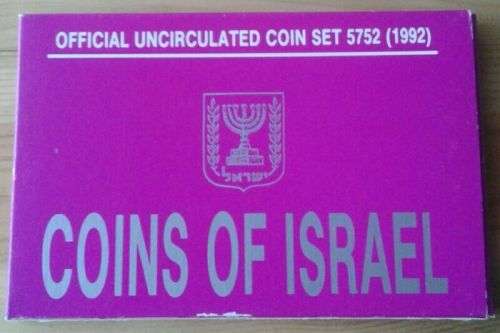 OFFICIAL UNCIRCULATED COIN SET 5752 (1992)
ישראל
COINS OF ISRAEL